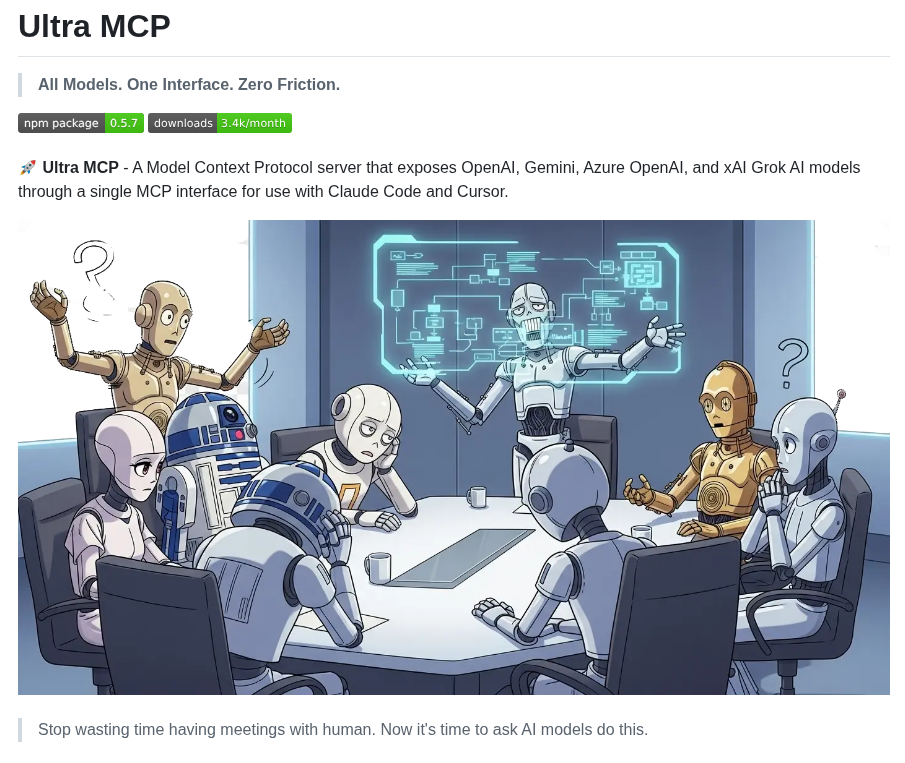 Ultra MCP
All Models. One Interface. Zero Friction.
npm package 0.5.7 downloads 3.4k/month
🚀 Ultra MCP - A Model Context Protocol server that exposes OpenAI, Gemini, Azure OpenAI, and xAI Grok AI models
through a single MCP interface for use with Claude Code and Cursor.
?
?
Stop wasting time having meetings with human. Now it's time to ask AI models do this.